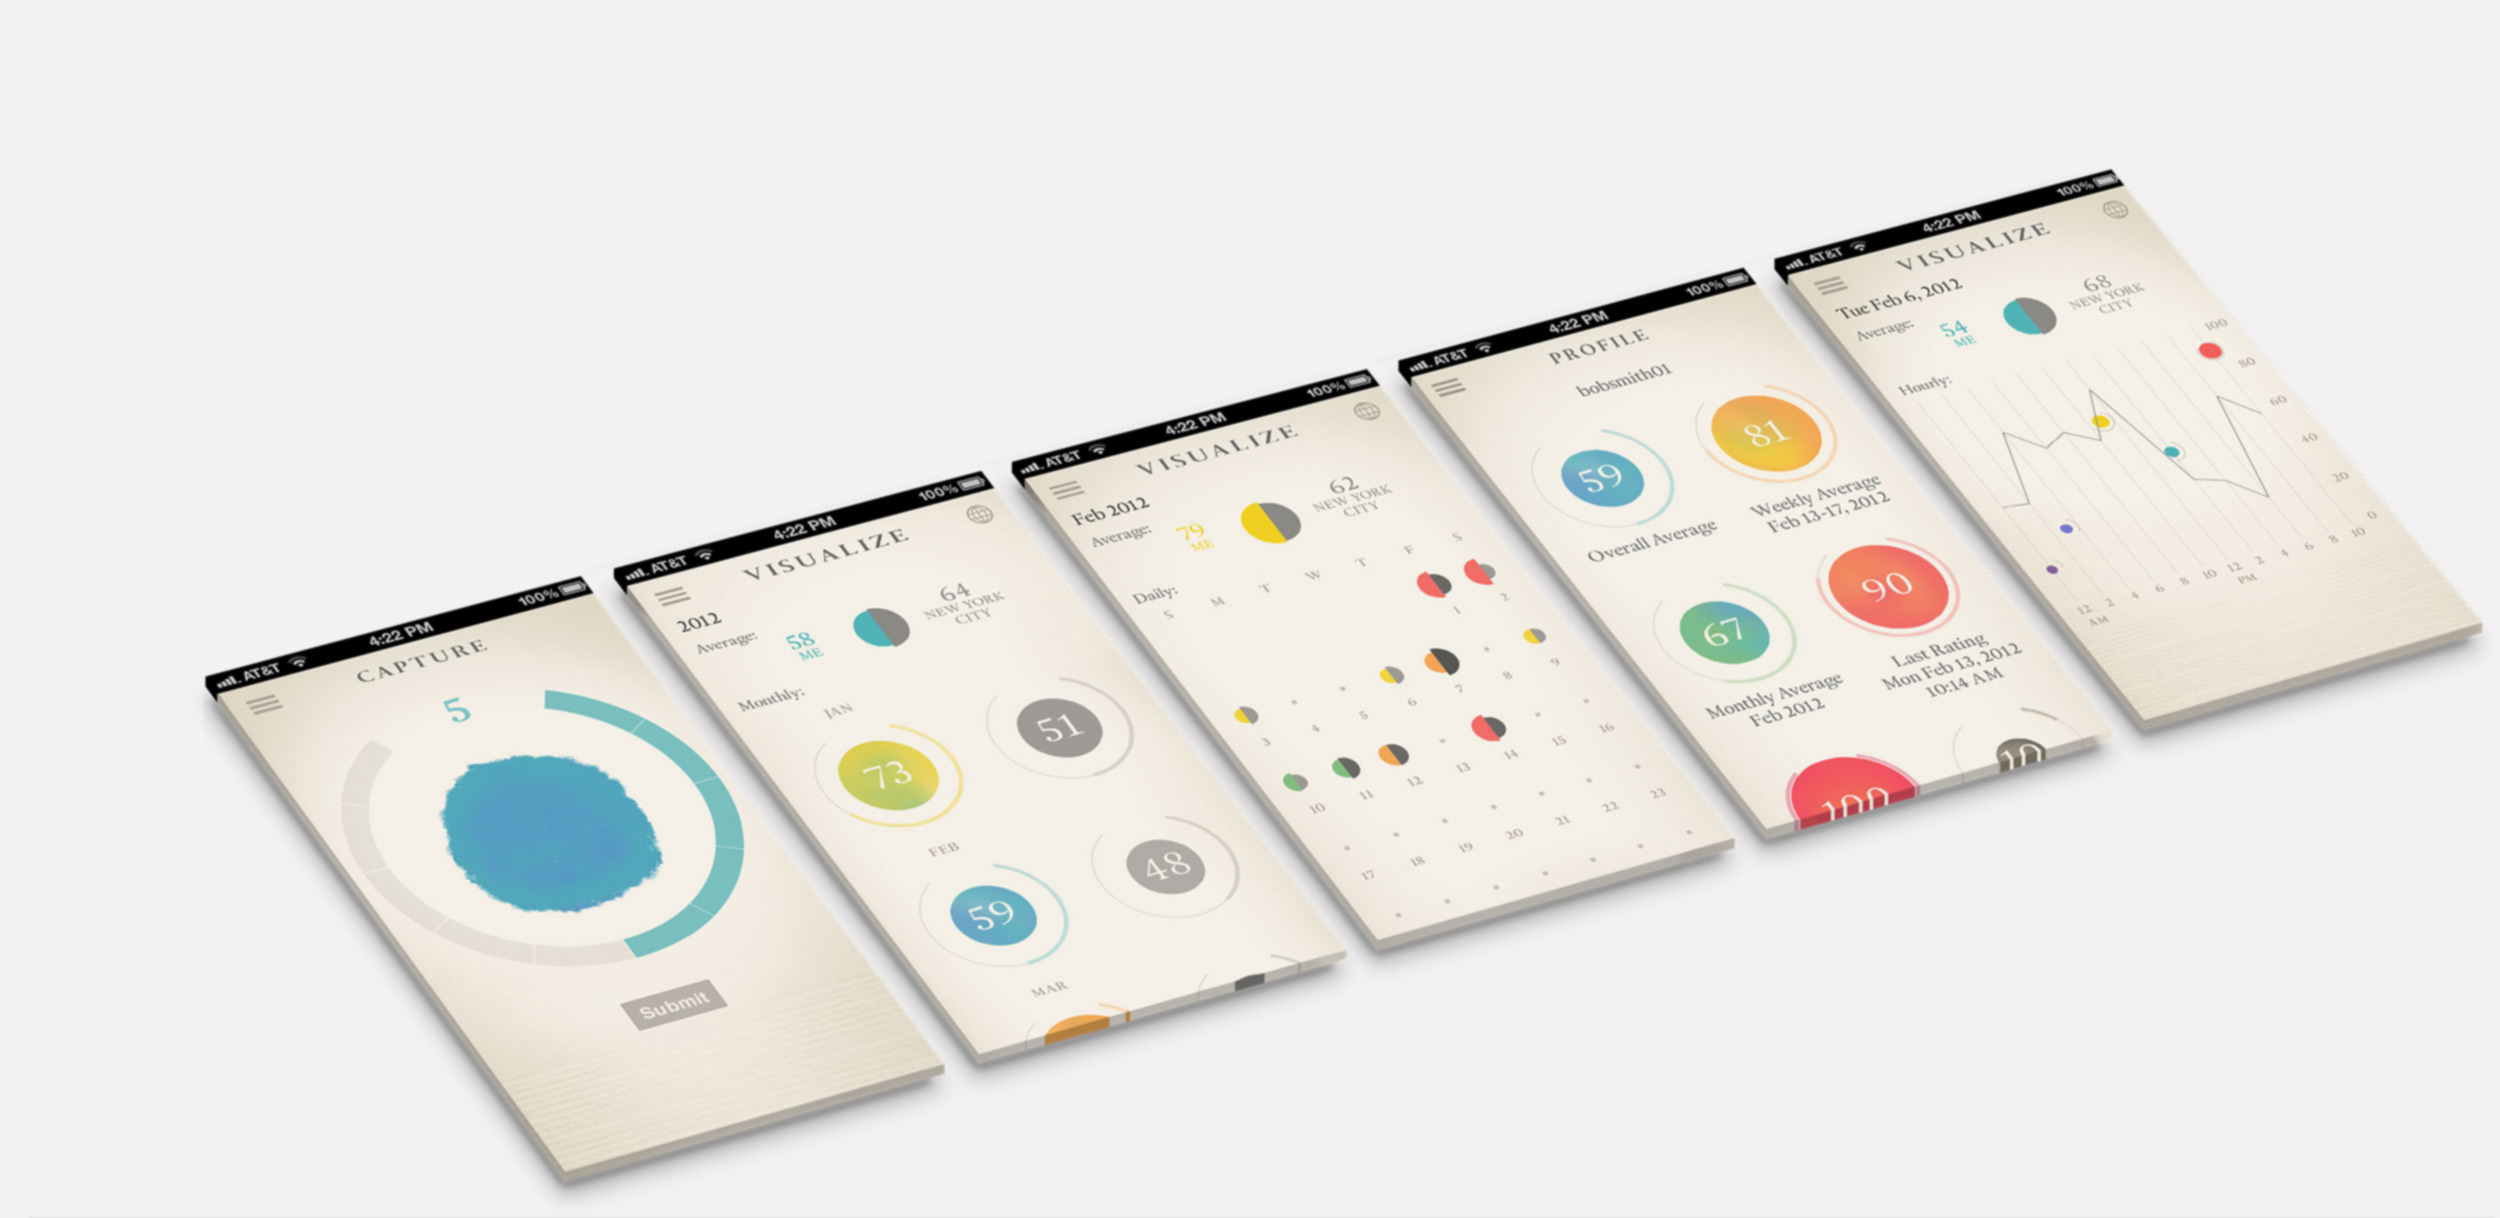 AT&T 4:22 PM 100%
CAPTURE
5
Submit
AT&T 4:22 PM 100%
VISUALIZE
2012
Average:
58
ME
64
NEW YORK
CITY
Monthly:
JAN
73
51
FEB
59
48
MAR
AT&T 4:22 PM 100%
VISUALIZE
Feb 2012
Average:
79
ME
62
NEW YORK
CITY
Daily:
S M T W T F S
1 2
3 4 5 6 7 8 9
10 11 12 13 14 15 16
17 18 19 20 21 22 23
AT&T 4:22 PM 100%
PROFILE
bobsmith01
59
Overall Average
81
Weekly Average
Feb 13-17, 2012
67
Monthly Average
Feb 2012
90
Last Rating
Mon Feb 13, 2012
10:14 AM
100
10
AT&T 4:22 PM 100%
VISUALIZE
Tue Feb 6, 2012
Average:
54
ME
68
NEW YORK
CITY
Hourly:
100
80
60
40
20
0
12 2 4 6 8 10 12 2 4 6 8 10
AM PM